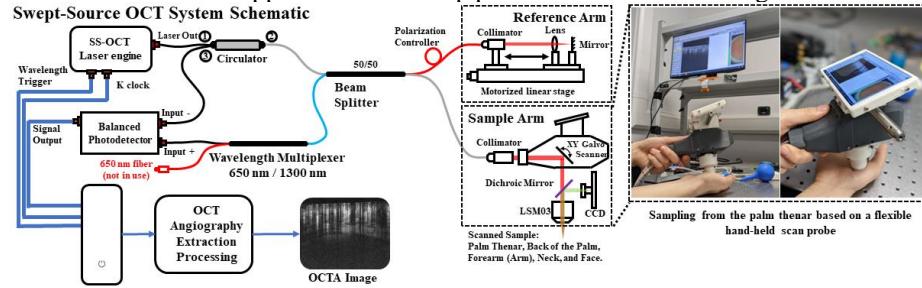 Swept-Source OCT System Schematic
SS-OCT
Laser engine
Laser Out
①
②
③
Circulator
Wavelength
Trigger
K clock
Input -
Signal
Output
Balanced
Photodetector
Input +
650 nm fiber
(not in use)
Wavelength Multiplexer
650 nm / 1300 nm
50/50
Beam
Splitter
Polarization
Controller
Reference Arm
Collimator
Lens
Mirror
Motorized linear stage
Sample Arm
Collimator
XY Galvo
Scanner
Dichroic Mirror
LSM03
CCD
Scanned Sample:
Palm Thenar, Back of the Palm,
Forearm (Arm), Neck, and Face.
OCT
Angiography
Extraction
Processing
OCTA Image
Sampling from the palm thenar based on a flexible
hand-held scan probe